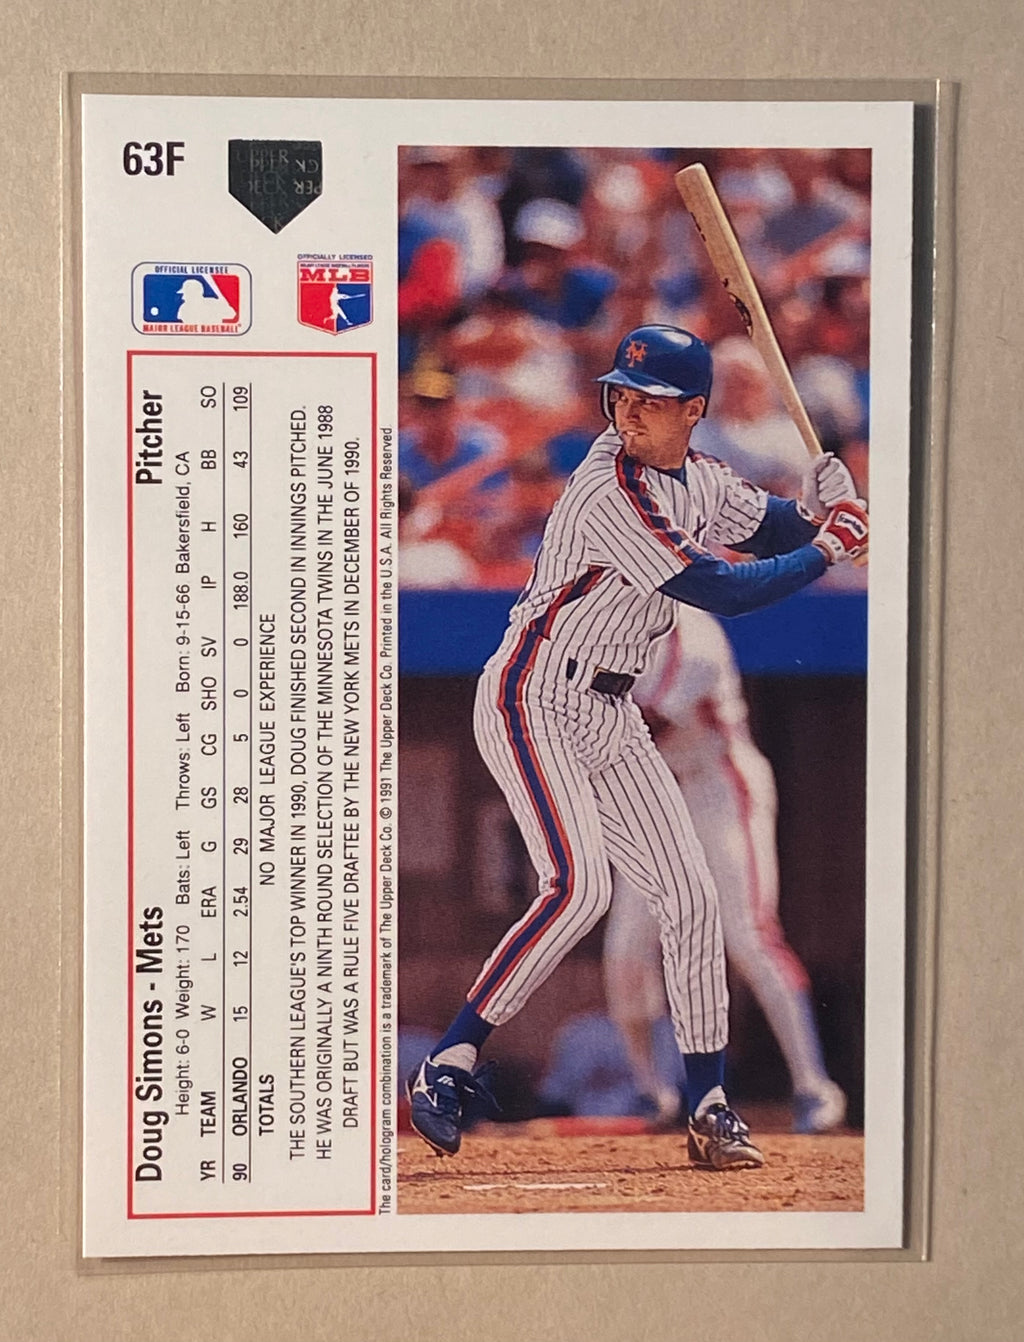 63F
UPPER DECK
OFFICIAL LICENSEE
MAJOR LEAGUE BASEBALL
OFFICIALLY LICENSED
MAJOR LEAGUE BASEBALL PLAYERS
MLB
Doug Simons - Mets Pitcher
Height: 6-0 Weight: 170 Bats: Left Throws: Left Born: 9-15-66 Bakersfield, CA
YR TEAM W L ERA G GS CG SHO SV IP H BB SO
90 ORLANDO 15 12 2.54 29 28 5 0 0 188.0 160 43 109
TOTALS NO MAJOR LEAGUE EXPERIENCE
THE SOUTHERN LEAGUE'S TOP WINNER IN 1990, DOUG FINISHED SECOND IN INNINGS PITCHED.
HE WAS ORIGINALLY A NINTH ROUND SELECTION OF THE MINNESOTA TWINS IN THE JUNE 1988
DRAFT BUT WAS A RULE FIVE DRAFTEE BY THE NEW YORK METS IN DECEMBER OF 1990.
The card/hologram combination is a trademark of The Upper Deck Co. © 1991 The Upper Deck Co. Printed in the U.S.A. All Rights Reserved.